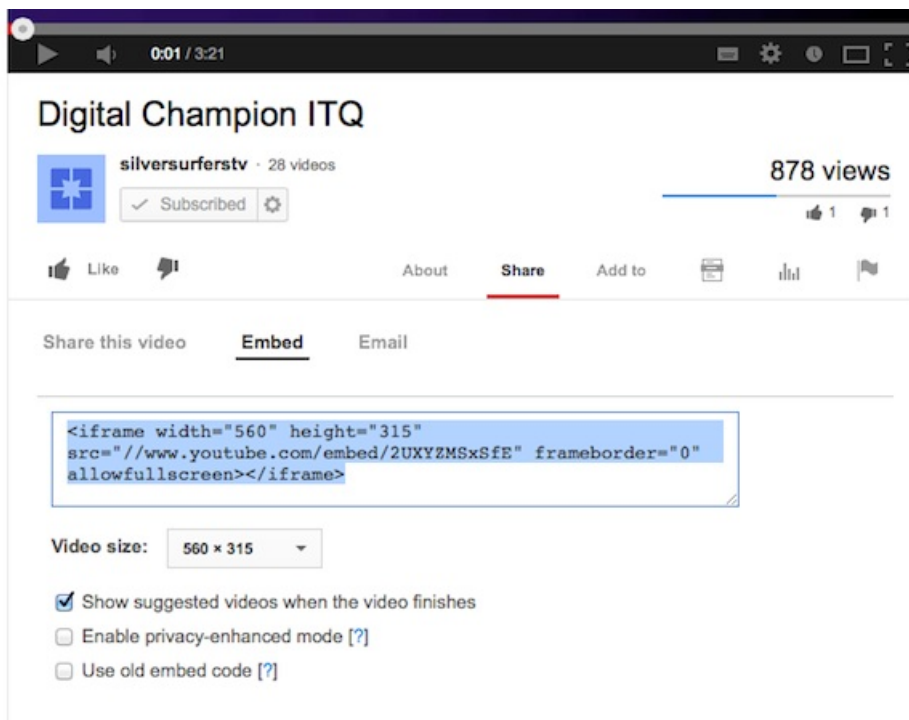 0:01 / 3:21
Digital Champion ITQ
silversurferstv · 28 videos
878 views
Subscribed
1 1
Like
About Share Add to
Share this video Embed Email
<iframe width="560" height="315"
src="//www.youtube.com/embed/2UXYZMSxSfE" frameborder="0"
allowfullscreen></iframe>
Video size: 560 × 315
Show suggested videos when the video finishes
Enable privacy-enhanced mode [?]
Use old embed code [?]